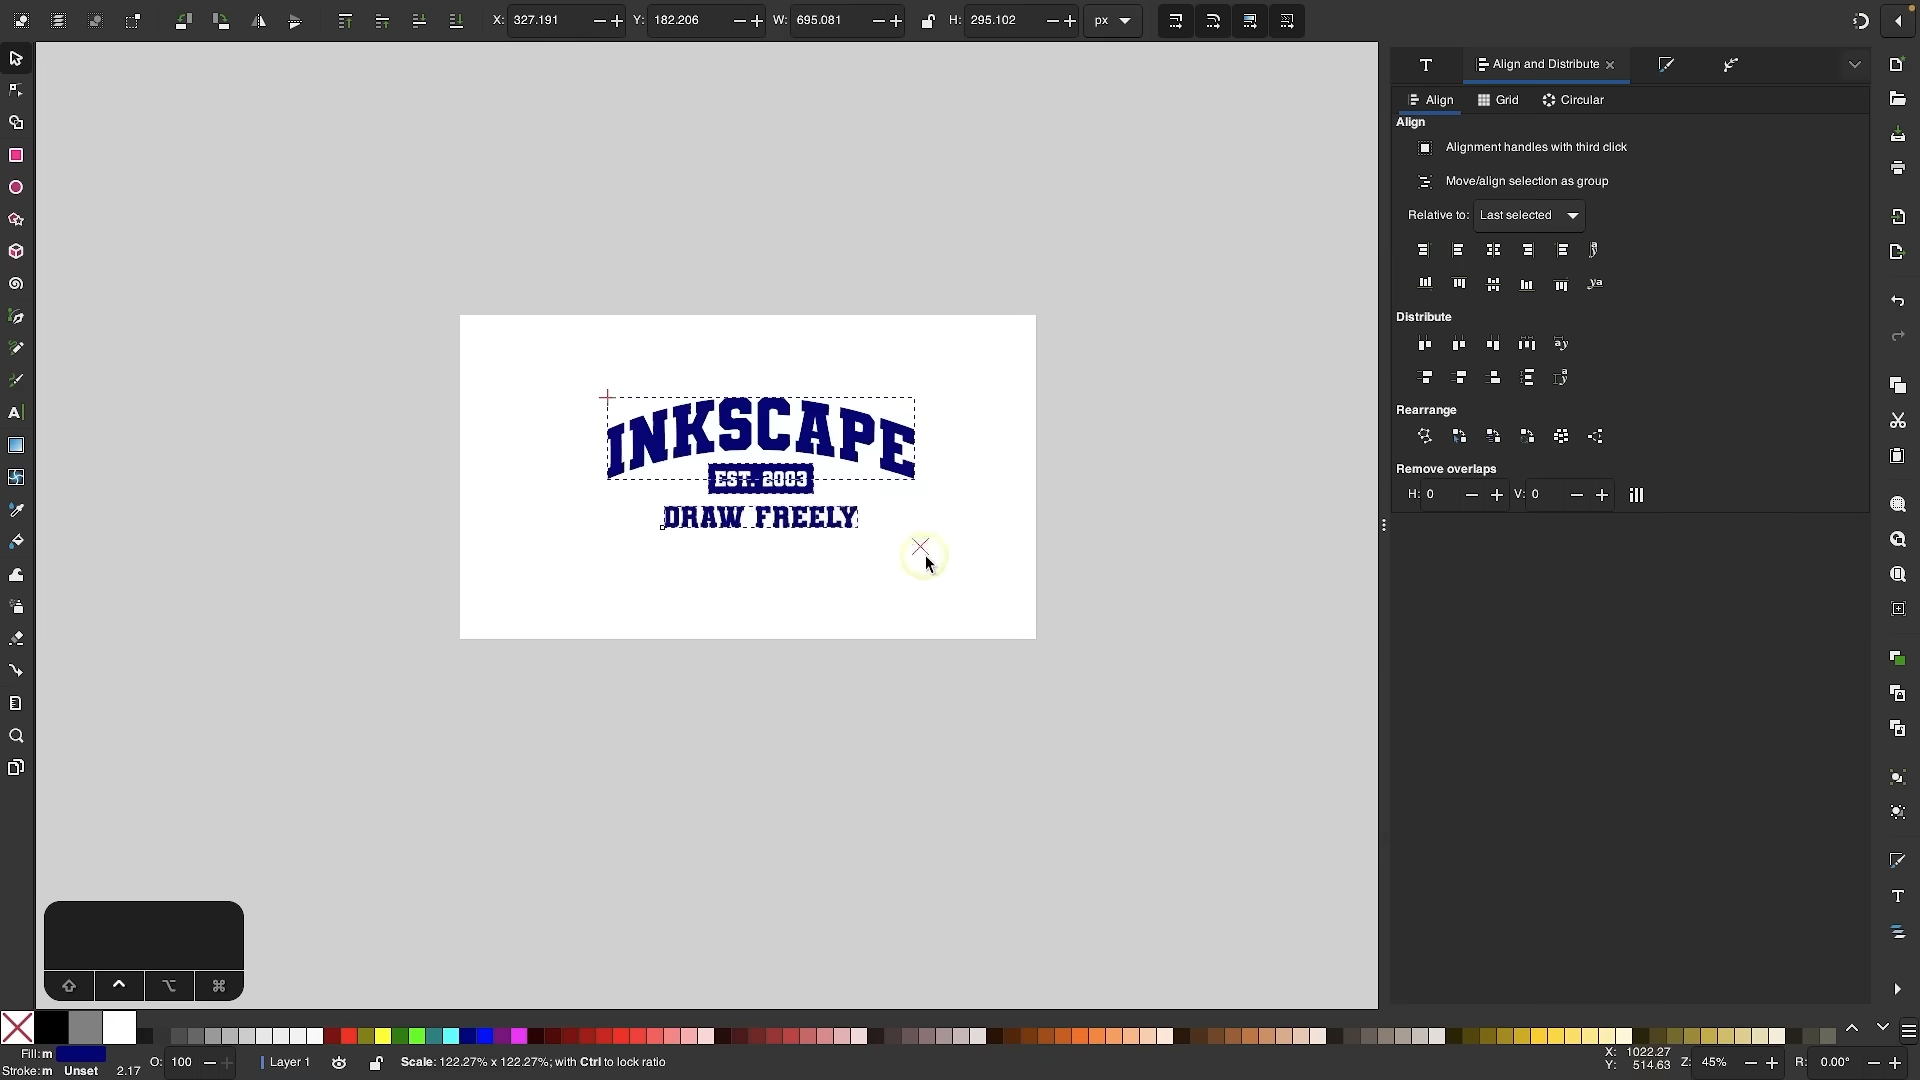 X: 327.191 Y: 182.206 W: 695.081 H: 295.102 px
T Align and Distribute
Align Grid Circular
Align
Alignment handles with third click
Move/align selection as group
Relative to: Last selected
Distribute
Rearrange
Remove overlaps
H: 0 V: 0
INKSCAPE
EST. 2003
DRAW FREELY
Fill: m
Stroke: m Unset 2.17
O: 100
Layer 1
Scale: 122.27% x 122.27%; with Ctrl to lock ratio
X: 1022.27
Y: 514.63
Z: 45%
R: 0.00°